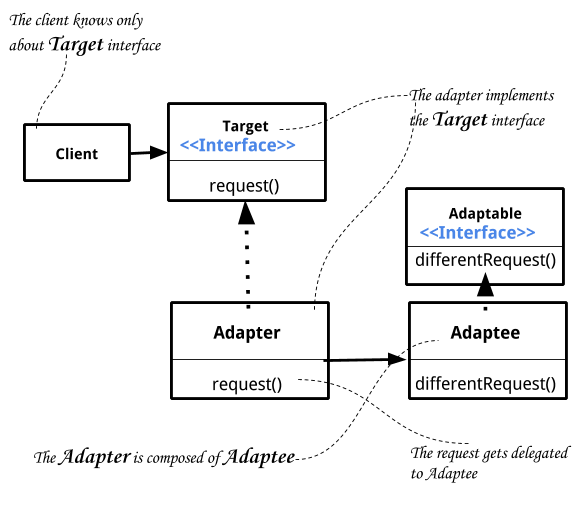 The client knows only
about Target interface
Client
Target
<<Interface>>
request()
The adapter implements
the Target interface
Adaptable
<<Interface>>
differentRequest()
Adapter
request()
Adaptee
differentRequest()
The Adapter is composed of Adaptee
The request gets delegated
to Adaptee